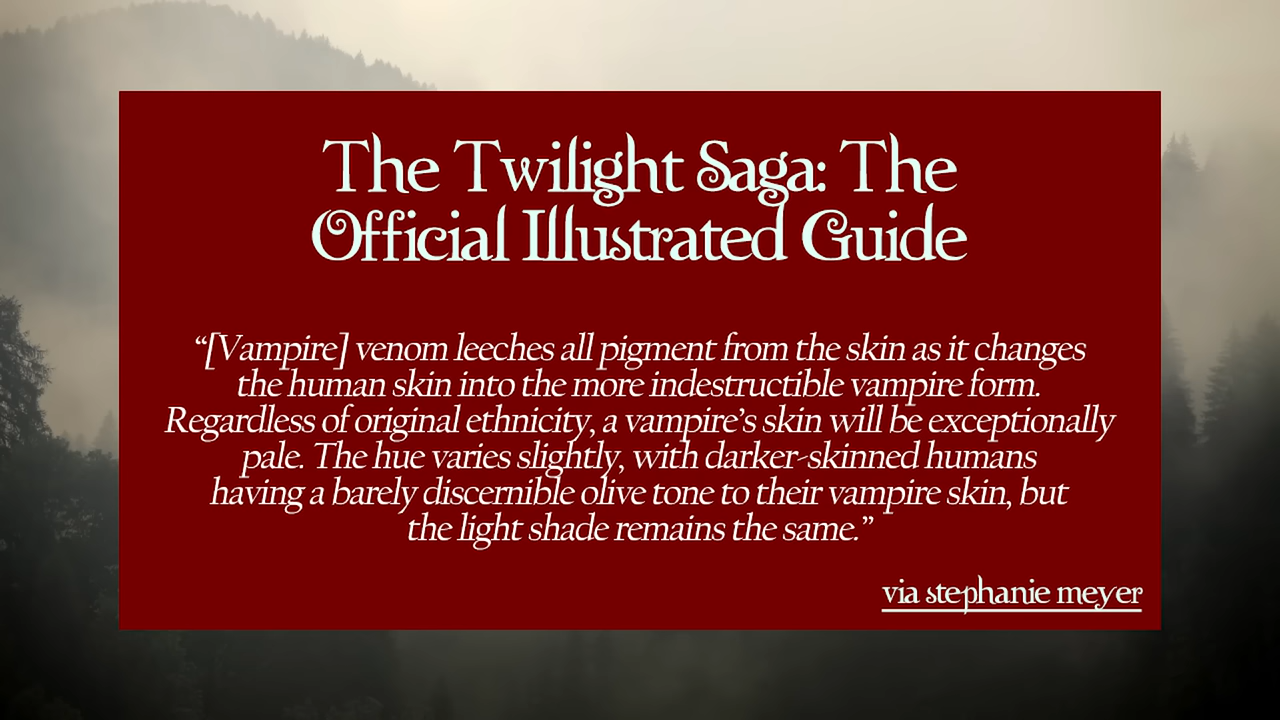 The Twilight Saga: The
Official Illustrated Guide
“[Vampire] venom leeches all pigment from the skin as it changes
the human skin into the more indestructible vampire form.
Regardless of original ethnicity, a vampire’s skin will be exceptionally
pale. The hue varies slightly, with darker-skinned humans
having a barely discernible olive tone to their vampire skin, but
the light shade remains the same.”
via stephanie meyer